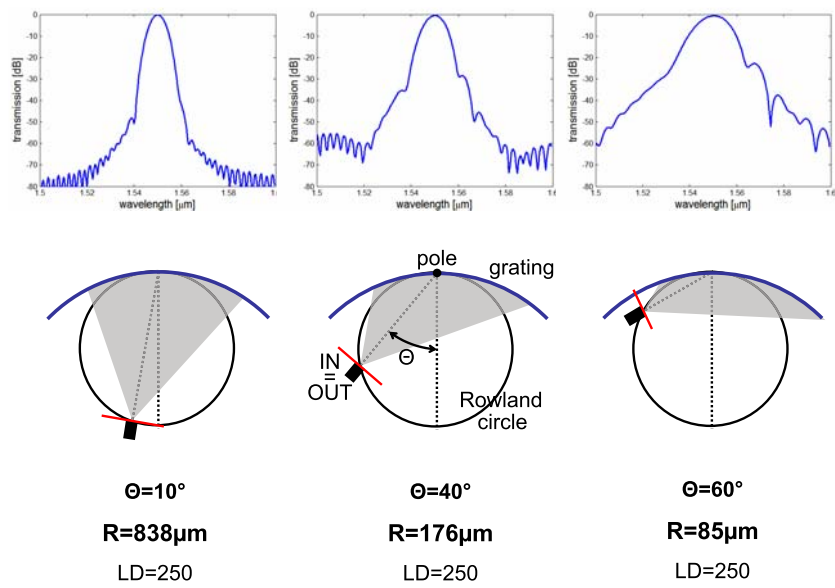 transmission [dB]
0
-10
-20
-30
-40
-50
-60
-70
-80
1.5 1.52 1.54 1.56 1.58 1.6
wavelength [μm]
transmission [dB]
0
-10
-20
-30
-40
-50
-60
-70
-80
1.5 1.52 1.54 1.56 1.58 1.6
wavelength [μm]
transmission [dB]
0
-10
-20
-30
-40
-50
-60
-70
-80
1.5 1.52 1.54 1.56 1.58 1.6
wavelength [μm]
pole
grating
Θ
IN
=
OUT
Rowland
circle
Θ=10° Θ=40° Θ=60°
R=838μm R=176μm R=85μm
LD=250 LD=250 LD=250